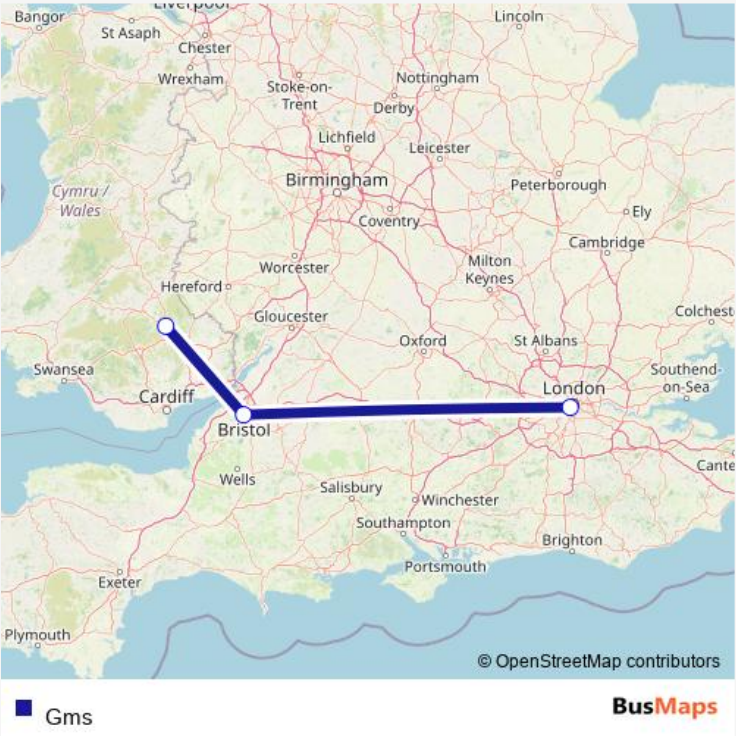 Liverpool
Bangor
Lincoln
St Asaph
Chester
Wrexham
Stoke-on-
Trent
Nottingham
Derby
Lichfield
Leicester
Birmingham
Peterborough
Cymru /
Wales
Ely
Coventry
Cambridge
Worcester
Milton
Keynes
Hereford
Gloucester
Colchest
Oxford
St Albans
Swansea
Southend-
on-Sea
Cardiff
London
Bristol
Cante
Wells
Salisbury
Winchester
Southampton
Brighton
Portsmouth
Exeter
Plymouth
© OpenStreetMap contributors
Gms
BusMaps